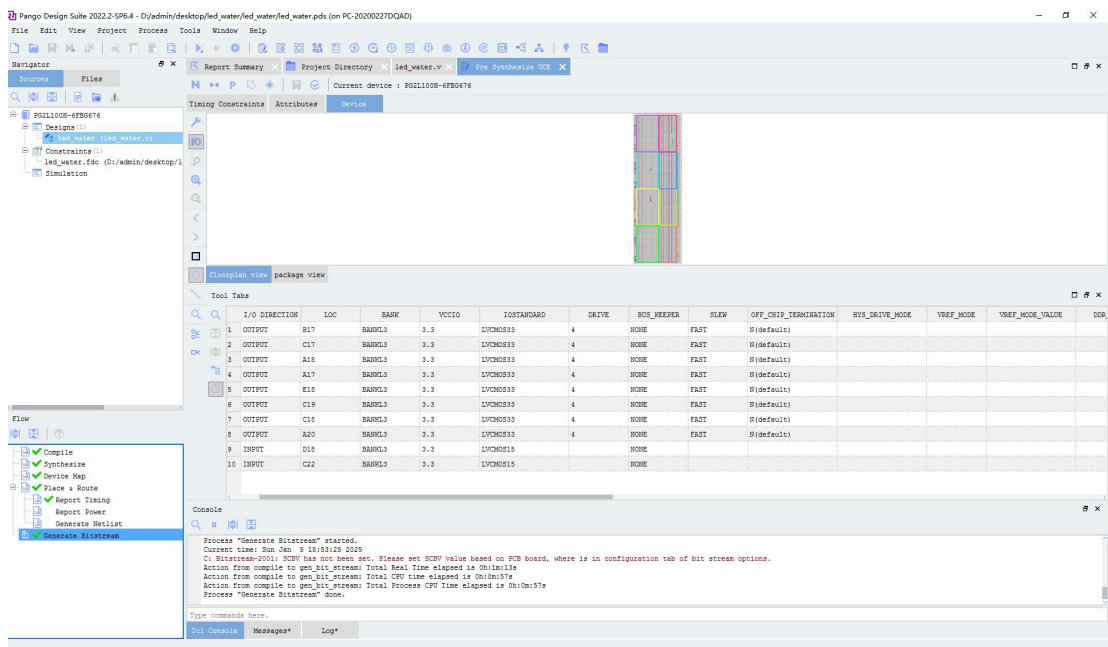 Pango Design Suite 2022.2-SP6.4 - D:/admin/desktop/led_water/led_water/led_water.pds (on PC-20200227DQAD)
File Edit View Project Process Tools Window Help
Navigator
Sources Files
PG2L100H-6FBG676
Designs(1)
led_water (led_water.v)
Constraints(1)
led_water.fdc (D:/admin/desktop/l
Simulation
Report Summary Project Directory led_water.v Pre Synthesize UCE
N P Current device : PG2L100H-6FBG676
Timing Constraints Attributes Device
I/O
floorplan view package view
Tool Tabs
I/O DIRECTION LOC BANK VCCIO IOSTANDARD DRIVE BUS_KEEPER SLEW OFF_CHIP_TERMINATION HYS_DRIVE_MODE VREF_MODE VREF_MODE_VALUE DDR_
1 OUTPUT B17 BANKL3 3.3 LVCMOS33 4 NONE FAST N(default)
2 OUTPUT C17 BANKL3 3.3 LVCMOS33 4 NONE FAST N(default)
3 OUTPUT A18 BANKL3 3.3 LVCMOS33 4 NONE FAST N(default)
4 OUTPUT A17 BANKL3 3.3 LVCMOS33 4 NONE FAST N(default)
5 OUTPUT E18 BANKL3 3.3 LVCMOS33 4 NONE FAST N(default)
6 OUTPUT C19 BANKL3 3.3 LVCMOS33 4 NONE FAST N(default)
7 OUTPUT C18 BANKL3 3.3 LVCMOS33 4 NONE FAST N(default)
8 OUTPUT A20 BANKL3 3.3 LVCMOS33 4 NONE FAST N(default)
9 INPUT D18 BANKL3 3.3 LVCMOS15 NONE
10 INPUT C22 BANKL3 3.3 LVCMOS15 NONE
Flow
Compile
Synthesize
Device Map
Place & Route
Report Timing
Report Power
Generate Netlist
Generate Bitstream
Console
Process "Generate Bitstream" started.
Current time: Sun Jan 5 18:53:25 2025
C: Bitstream-2001: SCBV has not been set. Please set SCBV value based on PCB board, where is in configuration tab of bit stream options.
Action from compile to gen_bit_stream: Total Real Time elapsed is 0h:1m:13s
Action from compile to gen_bit_stream: Total CPU time elapsed is 0h:0m:57s
Action from compile to gen_bit_stream: Total Process CPU Time elapsed is 0h:0m:57s
Process "Generate Bitstream" done.
Type commands here.
Tcl Console Messages* Log*